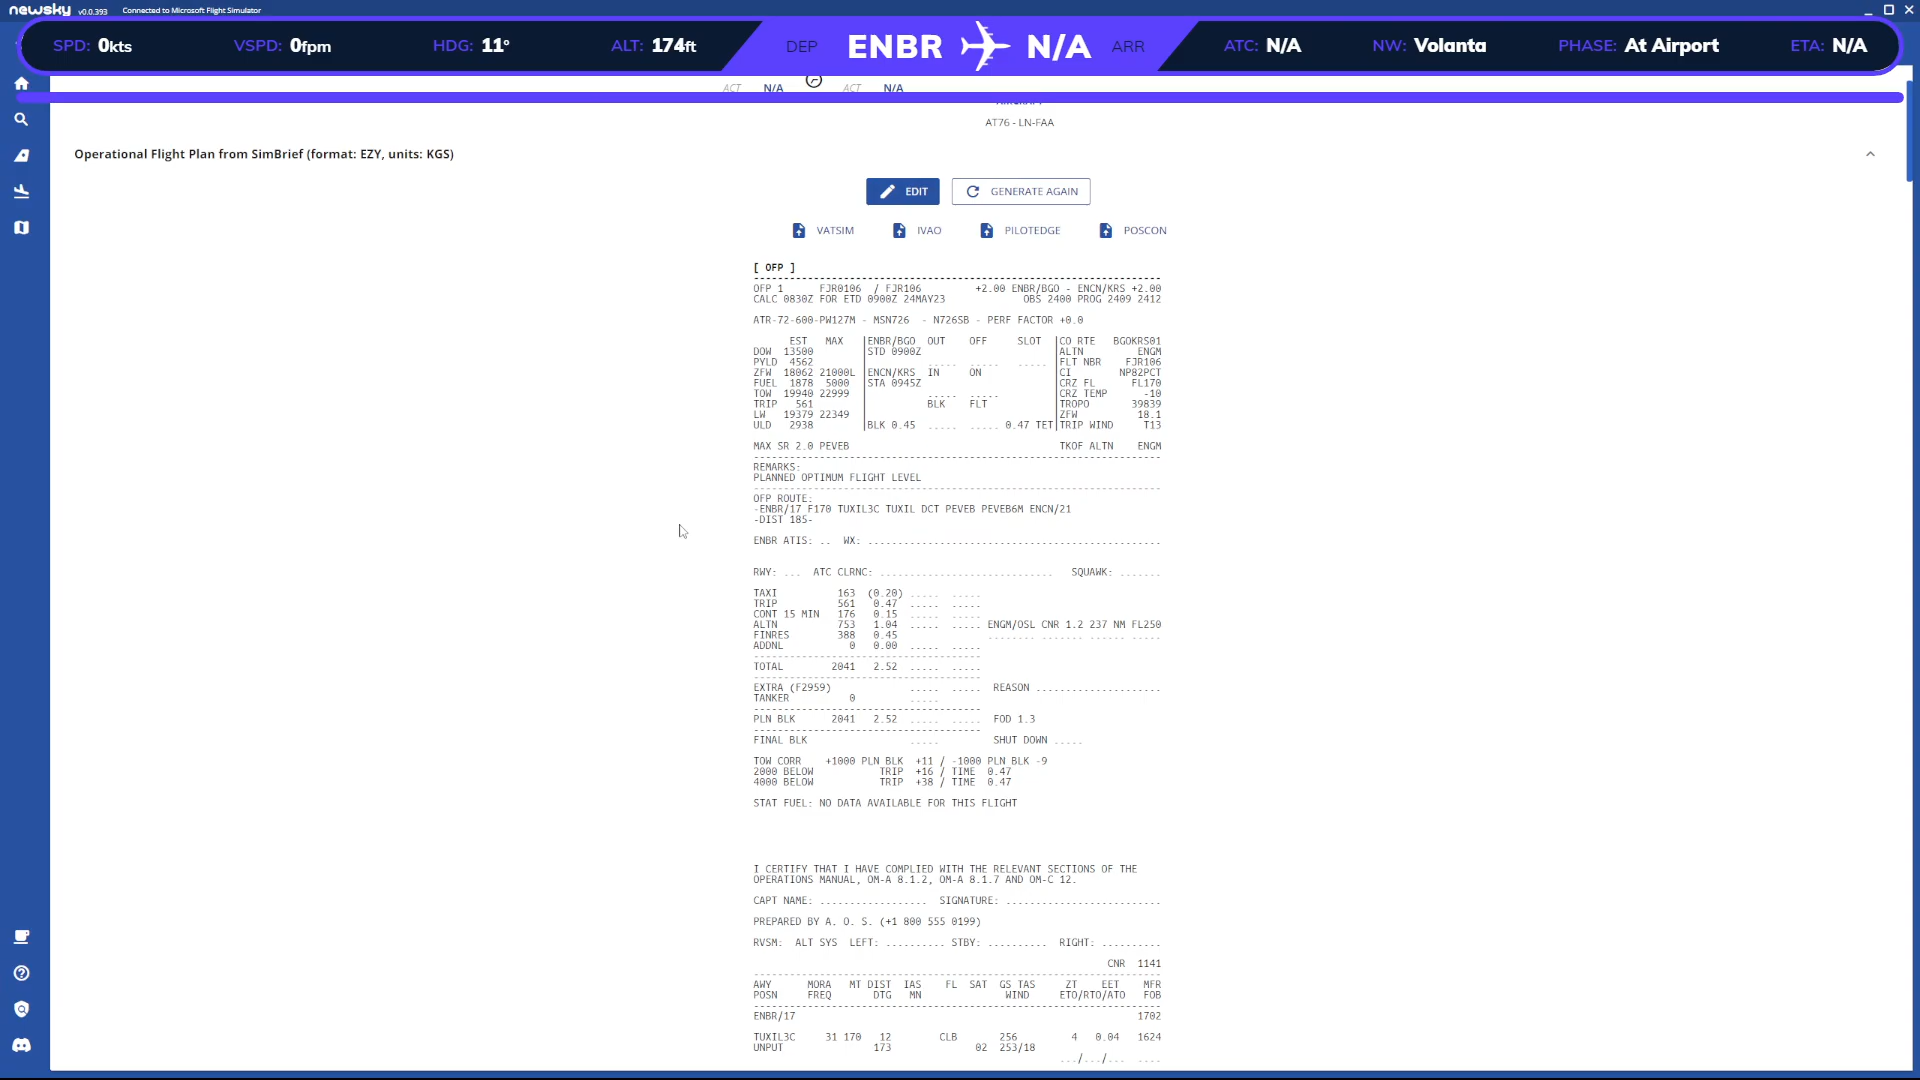 newsky v0.0.393 Connected to Microsoft Flight Simulator
SPD: 0kts VSPD: 0fpm HDG: 11° ALT: 174ft DEP ENBR N/A ARR ATC: N/A NW: Volanta PHASE: At Airport ETA: N/A
ACT N/A ACT N/A
AT76 - LN-FAA
Operational Flight Plan from SimBrief (format: EZY, units: KGS)
EDIT GENERATE AGAIN
VATSIM IVAO PILOTEDGE POSCON
[ OFP ]
--------------------------------------------------------------------
OFP 1 FJR0106 / FJR106 +2.00 ENBR/BGO - ENCN/KRS +2.00
CALC 0830Z FOR ETD 0900Z 24MAY23 OBS 2400 PROG 2409 2412
ATR-72-600-PW127M - MSN726 - N726SB - PERF FACTOR +0.0
EST MAX |ENBR/BGO OUT OFF SLOT |CO RTE BGOKRS01
DOW 13500 |STD 0900Z |ALTN ENGM
PYLD 4562 | ..... ..... ..... |FLT NBR FJR106
ZFW 18062 21000L |ENCN/KRS IN ON |CI NP82PCT
FUEL 1878 5000 |STA 0945Z |CRZ FL FL170
TOW 19940 22999 | ..... ..... |CRZ TEMP -10
TRIP 561 | BLK FLT |TROPO 39839
LW 19379 22349 | |ZFW 18.1
ULD 2938 |BLK 0.45 ..... ..... 0.47 TET|TRIP WIND T13
MAX SR 2.0 PEVEB TKOF ALTN ENGM
--------------------------------------------------------------------
REMARKS:
PLANNED OPTIMUM FLIGHT LEVEL
--------------------------------------------------------------------
OFP ROUTE:
-ENBR/17 F170 TUXIL3C TUXIL DCT PEVEB PEVEB6M ENCN/21
-DIST 185-
ENBR ATIS: .. WX: .................................................
RWY: ... ATC CLRNC: ............................. SQUAWK: .......
TAXI 163 (0.20) ..... .....
TRIP 561 0.47 ..... .....
CONT 15 MIN 176 0.15 ..... .....
ALTN 753 1.04 ..... ..... ENGM/OSL CNR 1.2 237 NM FL250
FINRES 388 0.45 ........ ..... ...... .....
ADDNL 0 0.00 ..... .....
--------------------------------------
TOTAL 2041 2.52 ..... .....
--------------------------------------
EXTRA (F2959) ..... ..... REASON .....................
TANKER 0 .....
--------------------------------------
PLN BLK 2041 2.52 ..... ..... FOD 1.3
--------------------------------------
FINAL BLK ..... SHUT DOWN .....
TOW CORR +1000 PLN BLK +11 / -1000 PLN BLK -9
2000 BELOW TRIP +16 / TIME 0.47
4000 BELOW TRIP +38 / TIME 0.47
STAT FUEL: NO DATA AVAILABLE FOR THIS FLIGHT
I CERTIFY THAT I HAVE COMPLIED WITH THE RELEVANT SECTIONS OF THE
OPERATIONS MANUAL, OM-A 8.1.2, OM-A 8.1.7 AND OM-C 12.
CAPT NAME: .................. SIGNATURE: ..........................
PREPARED BY A. O. S. (+1 800 555 0199)
RVSM: ALT SYS LEFT: .......... STBY: .......... RIGHT: ..........
CNR 1141
--------------------------------------------------------------------
AWY MORA MT DIST IAS FL SAT GS TAS ZT EET MFR
POSN FREQ DTG MN WIND ETO/RTO/ATO FOB
--------------------------------------------------------------------
ENBR/17 1702
TUXIL3C 31 170 12 CLB 256 4 0.04 1624
UNPUT 173 02 253/18
.../.../... ....